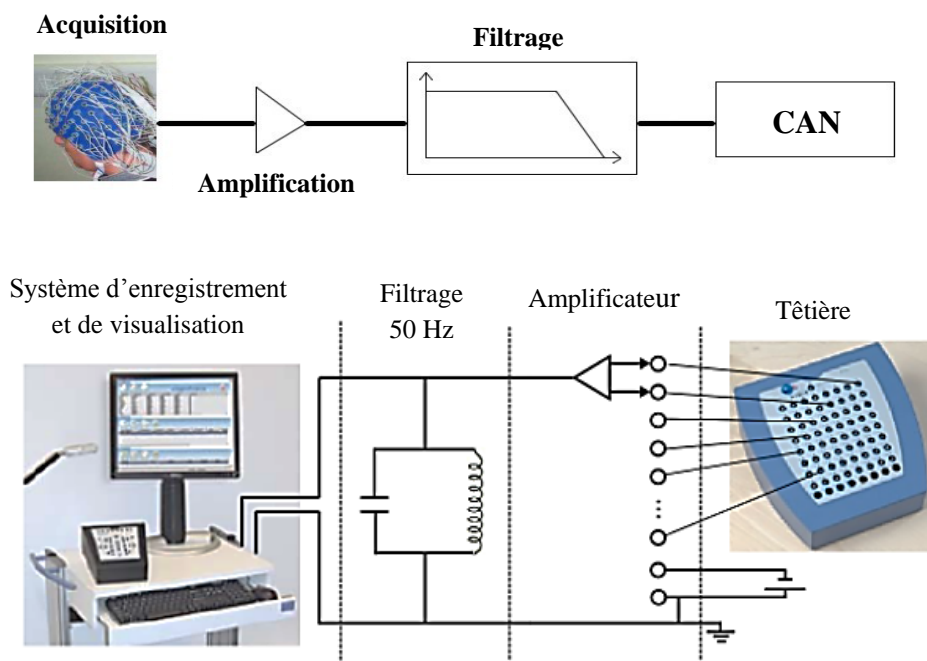 Acquisition
Filtrage
CAN
Amplification
Système d'enregistrement
et de visualisation
Filtrage
50 Hz
Amplificateur
Têtière